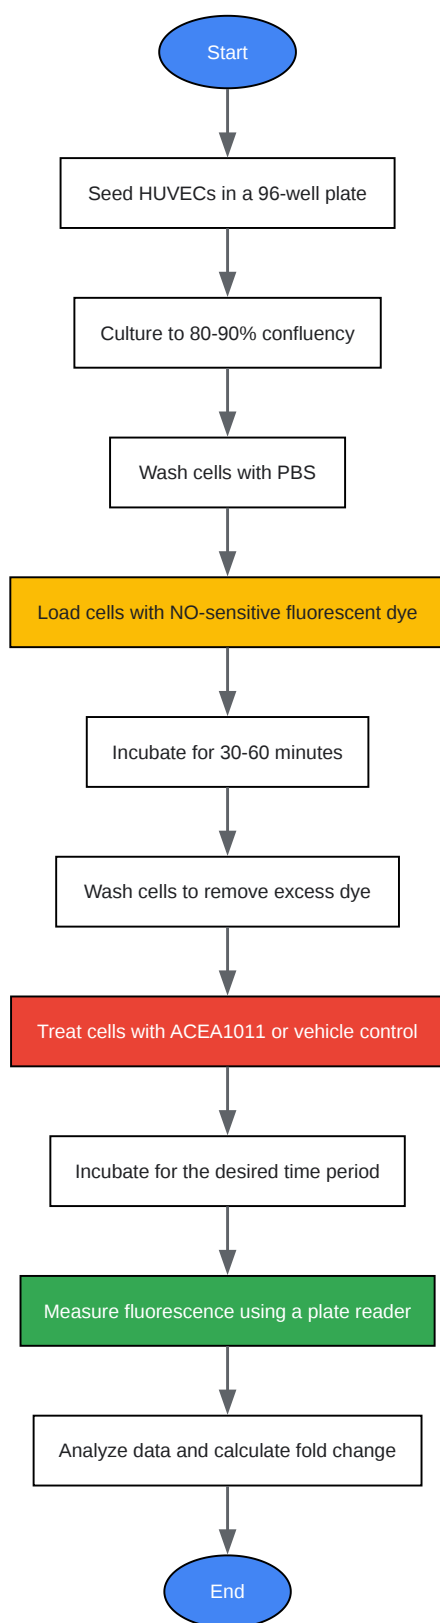 Start
Seed HUVECs in a 96-well plate
Culture to 80-90% confluency
Wash cells with PBS
Load cells with NO-sensitive fluorescent dye
Incubate for 30-60 minutes
Wash cells to remove excess dye
Treat cells with ACEA1011 or vehicle control
Incubate for the desired time period
Measure fluorescence using a plate reader
Analyze data and calculate fold change
End